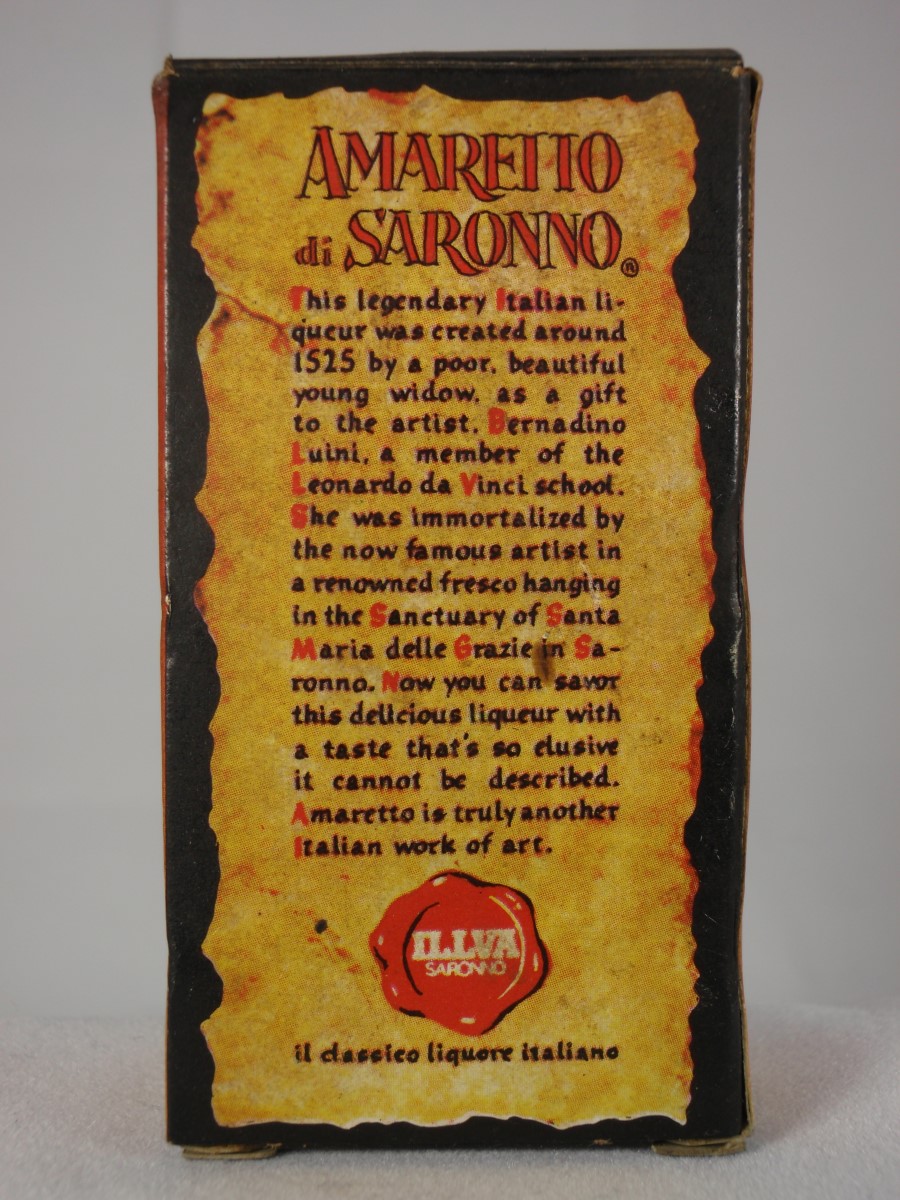 AMARETTO
di SARONNO®
This legendary Italian li-
queur was created around
1525 by a poor, beautiful
young widow, as a gift
to the artist, Bernadino
Luini, a member of the
Leonardo da Vinci school.
She was immortalized by
the now famous artist in
a renowned fresco hanging
in the Sanctuary of Santa
Maria delle Grazie in Sa-
ronno. Now you can savor
this delicious liqueur with
a taste that's so elusive
it cannot be described.
Amaretto is truly another
Italian work of art.
ILLVA
SARONNO
il classico liquore italiano